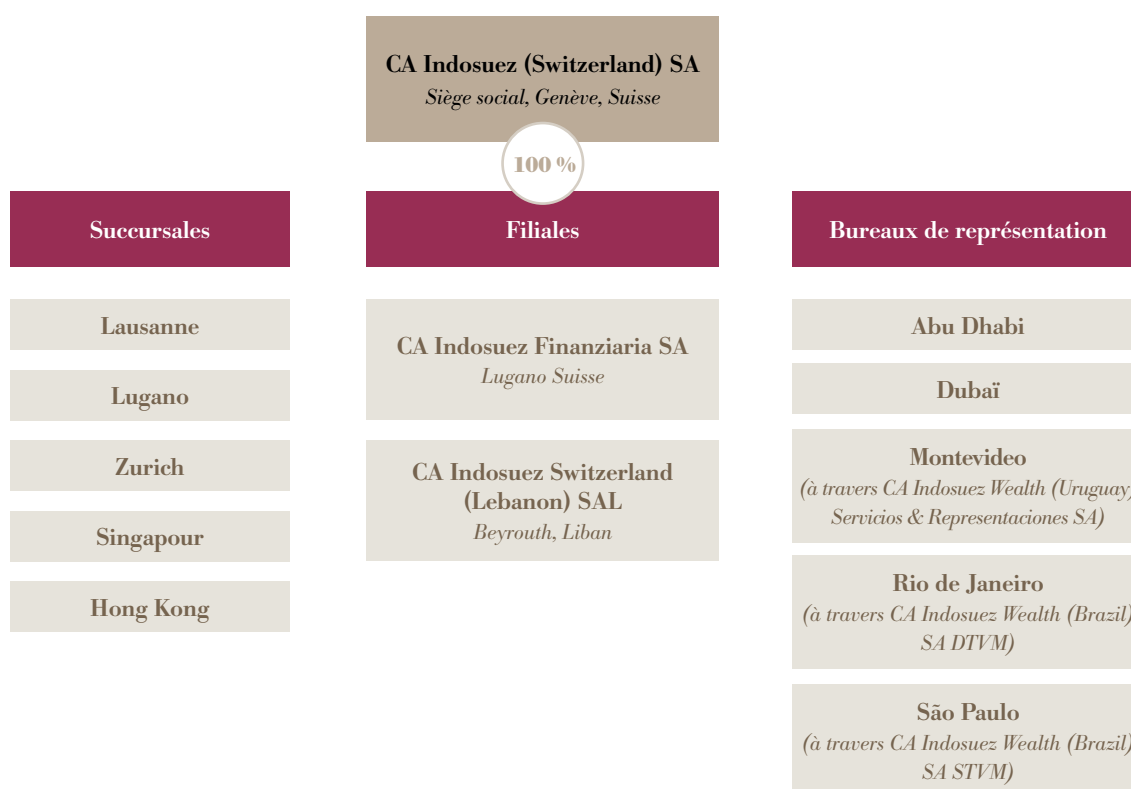 CA Indosuez (Switzerland) SA
Siège social, Genève, Suisse
100 %
Succursales
Lausanne
Lugano
Zurich
Singapour
Hong Kong
Filiales
CA Indosuez Finanziaria SA
Lugano Suisse
CA Indosuez Switzerland
(Lebanon) SAL
Beyrouth, Liban
Bureaux de représentation
Abu Dhabi
Dubaï
Montevideo
(à travers CA Indosuez Wealth (Uruguay)
Servicios & Representaciones SA)
Rio de Janeiro
(à travers CA Indosuez Wealth (Brazil)
SA DTVM)
São Paulo
(à travers CA Indosuez Wealth (Brazil)
SA STVM)